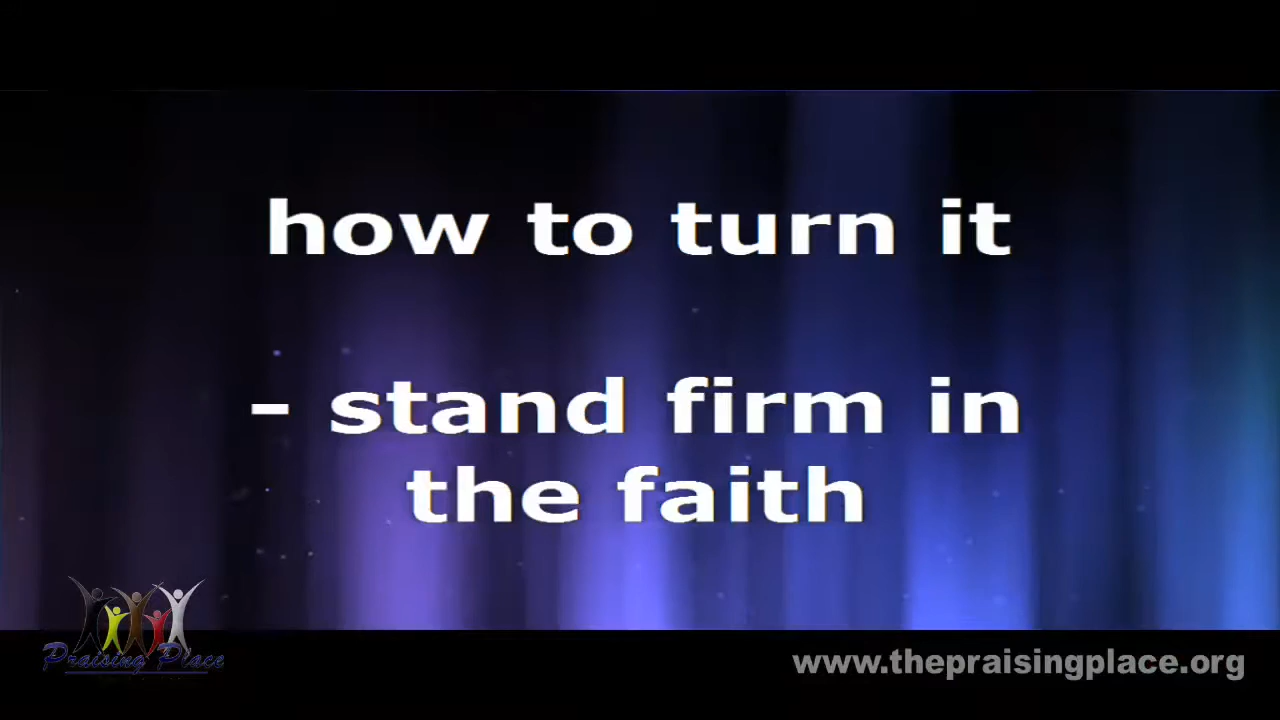 how to turn it
- stand firm in
the faith
Praising Place
www.thepraisingplace.org